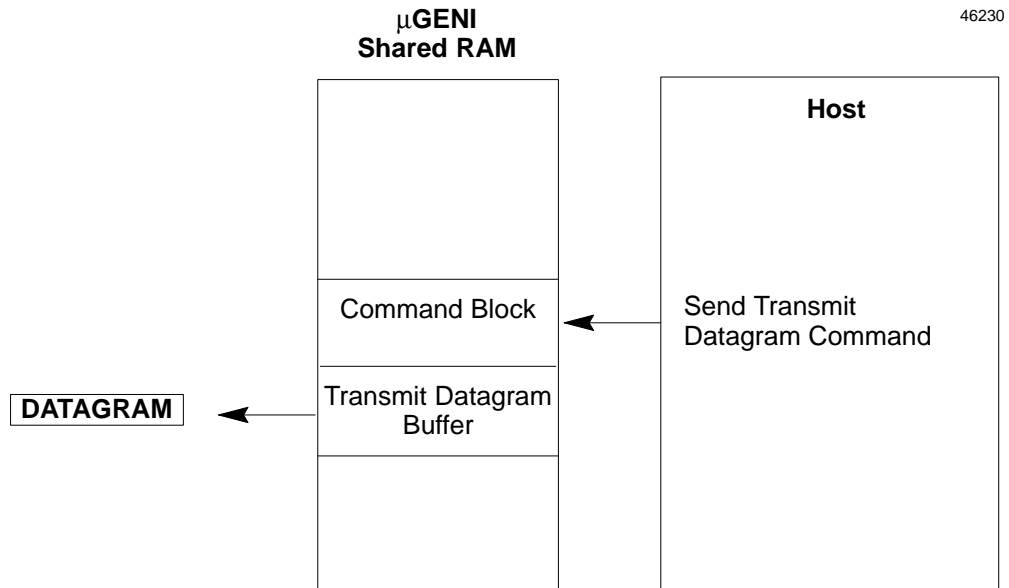 46230
μGENI
Shared RAM
Host
Command Block
Send Transmit
Datagram Command
DATAGRAM
Transmit Datagram
Buffer